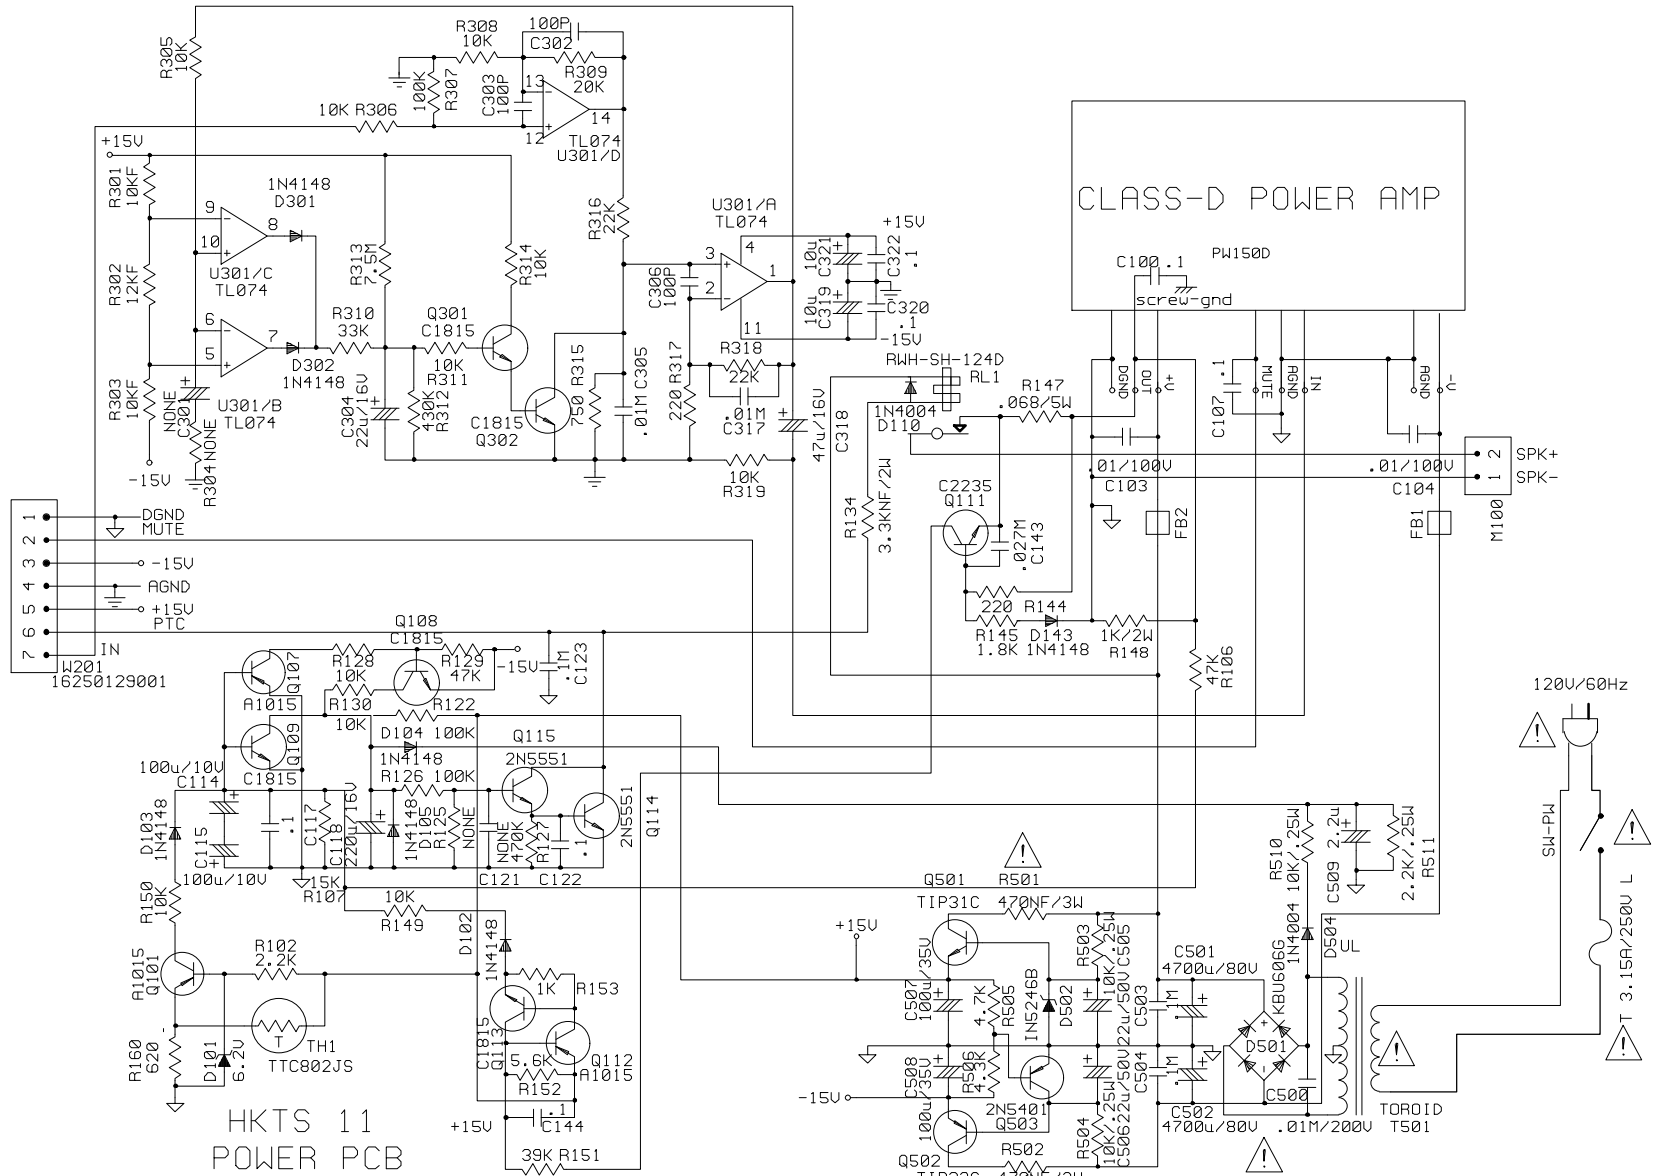 R305
10K
R308
10K
100P
C302
R309
20K
100K
R307
C303
100P
13
12
14
TL074
U301/D
10K R306
+15V
R301
10KF
R302
12KF
R303
10KF
-15V
1N4148
D301
9
10
8
U301/C
TL074
6
5
7
D302
1N4148
U301/B
TL074
NONE
C301
R304 NONE
R313
7.5M
R310
33K
Q301
C1815
10K
R311
R314
10K
C304
22u/16V
430K
R312
C1815
Q302
750 R315
.01M C305
R316
22K
U301/A
TL074
C306
100P
3
2
4
1
11
+15V
10u
C321
C322
.1
10u
C319
C320
.1
-15V
R317
220
R318
22K
.01M
C317
10K
R319
47u/16V
C318
CLASS-D POWER AMP
PW150D
C100 .1
screw-gnd
DGND
OUT
+V
MUTE
AGND
IN
AGND
-V
C107 .1
RWH-SH-124D
RL1
1N4004
D110
R147
.068/5W
R134
3.3KNF/2W
C2235
Q111
.027M
C143
.01/100V
C103
FB2
.01/100V
C104
FB1
2
1
SPK+
SPK-
M100
220
R144
R145
1.8K
D143
1N4148
1K/2W
R148
47K
R106
1
2
3
4
5
6
7
DGND
MUTE
-15V
AGND
+15V
PTC
IN
W201
16250129001
Q107
A1015
Q109
C1815
Q108
C1815
R128
10K
R129
47K
-15V
R130
10K
R122
100K
.1M
C123
D104
1N4148
R126 100K
Q115
2N5551
2N5551
Q114
100u/10V
C114
C115
100u/10V
D103
1N4148
.1
C117
C118
220u/16V
1N4148
D105
R125
NONE
NONE
C121
470K
R127
.1
C122
15K
R107
R150
10K
10K
R149
D102
1N4148
A1015
Q101
R102
2.2K
TH1
TTC802JS
T
R160
620
D101
6.2V
1K
R153
C1815
Q113
Q112
A1015
5.6K
R152
.1
C144
+15V
39K R151
HKTS 11
POWER PCB
+15V
-15V
Q501
TIP31C
R501
470NF/3W
C507
100u/35V
4.7K
R505
IN5246B
D502
R503
10K/.25W
C505
22u/50V
C503
.1M
C501
4700u/80V
C508
100u/35V
R506
4.3K
2N5401
Q503
R504
10K/.25W
C506
22u/50V
C504
.1M
C502
4700u/80V
Q502
R502
KBU606G
D501
C500
.01M/200V
R510
10K/.25W
1N4004
D504
UL
C509 2.2u
2.2K/.25W
R511
TOROID
T501
120V/60Hz
SW-PM
T 3.15A/250V L